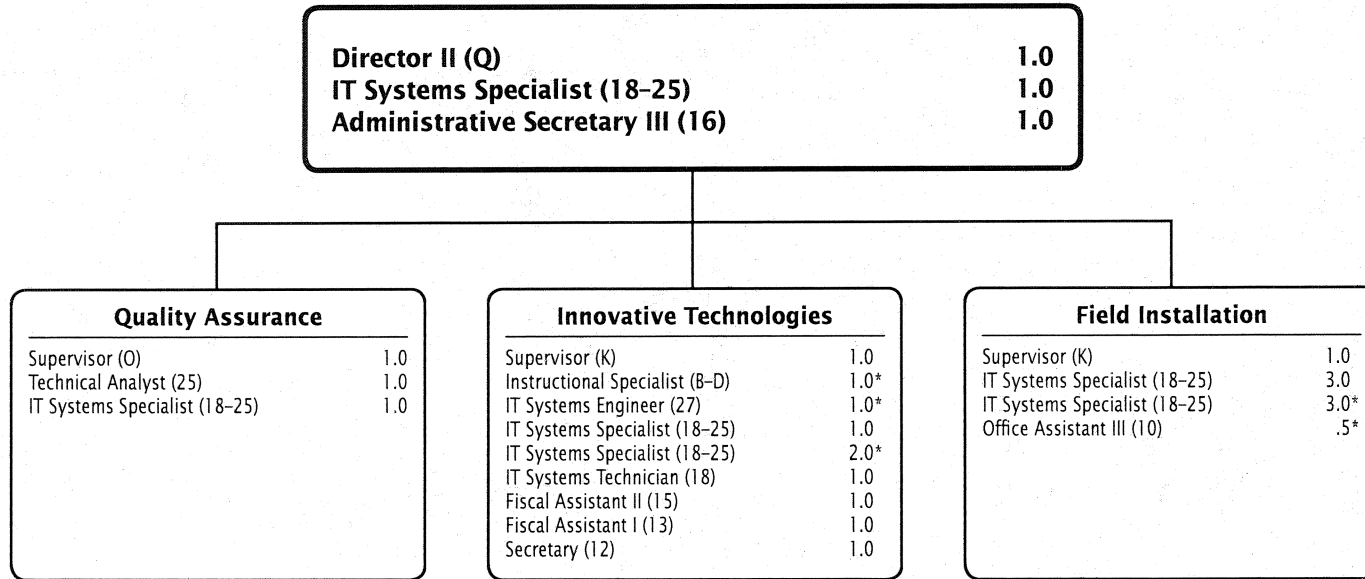 Director II (Q) 1.0
IT Systems Specialist (18–25) 1.0
Administrative Secretary III (16) 1.0
Quality Assurance
Supervisor (O) 1.0
Technical Analyst (25) 1.0
IT Systems Specialist (18–25) 1.0
Innovative Technologies
Supervisor (K) 1.0
Instructional Specialist (B–D) 1.0*
IT Systems Engineer (27) 1.0*
IT Systems Specialist (18–25) 1.0
IT Systems Specialist (18–25) 2.0*
IT Systems Technician (18) 1.0
Fiscal Assistant II (15) 1.0
Fiscal Assistant I (13) 1.0
Secretary (12) 1.0
Field Installation
Supervisor (K) 1.0
IT Systems Specialist (18–25) 3.0
IT Systems Specialist (18–25) 3.0*
Office Assistant III (10) .5*